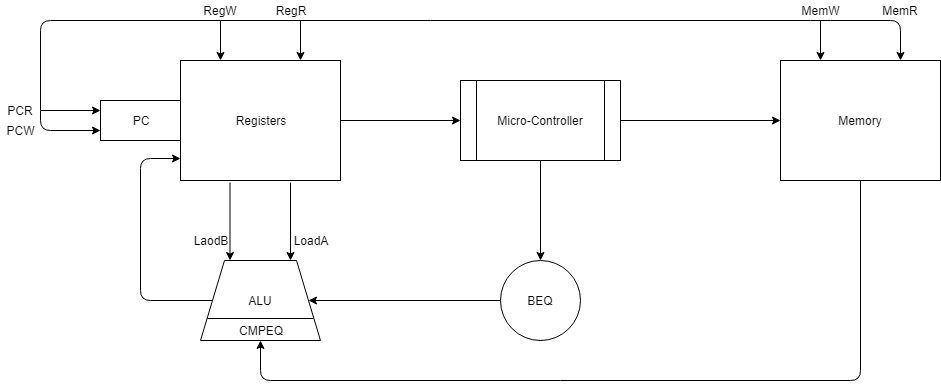 RegW
RegR
MemW
MemR
PCR
PCW
PC
Registers
Micro-Controller
Memory
LaodB
LoadA
ALU
CMPEQ
BEQ